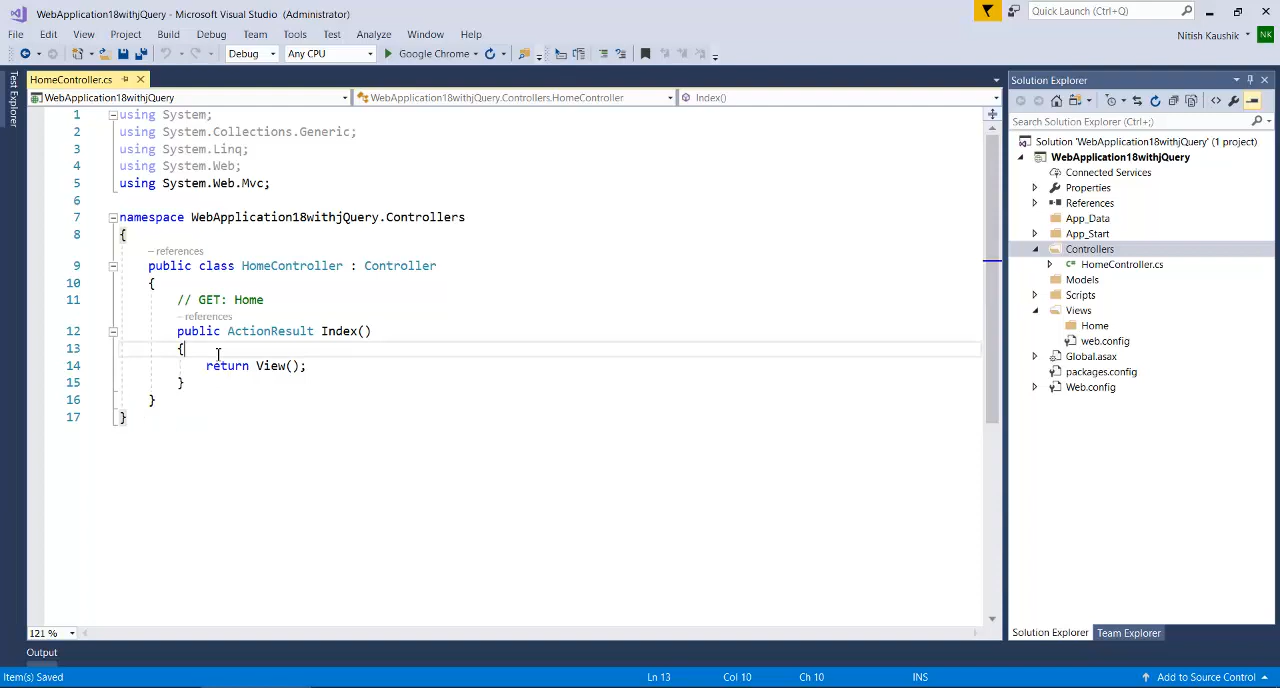 WebApplication18withjQuery - Microsoft Visual Studio (Administrator)
Quick Launch (Ctrl+Q)
File Edit View Project Build Debug Team Tools Test Analyze Window Help
Nitish Kaushik NK
Debug Any CPU Google Chrome
Test Explorer
HomeController.cs
WebApplication18withjQuery WebApplication18withjQuery.Controllers.HomeController Index()
1 using System;
2 using System.Collections.Generic;
3 using System.Linq;
4 using System.Web;
5 using System.Web.Mvc;
6
7 namespace WebApplication18withjQuery.Controllers
8 {
– references
9 public class HomeController : Controller
10 {
11 // GET: Home
– references
12 public ActionResult Index()
13 {
14 return View();
15 }
16 }
17 }
121 %
Output
Item(s) Saved Ln 13 Col 10 Ch 10 INS Add to Source Control
Solution Explorer
Search Solution Explorer (Ctrl+;)
Solution 'WebApplication18withjQuery' (1 project)
WebApplication18withjQuery
Connected Services
Properties
References
App_Data
App_Start
Controllers
C# HomeController.cs
Models
Scripts
Views
Home
web.config
Global.asax
packages.config
Web.config
Solution Explorer Team Explorer